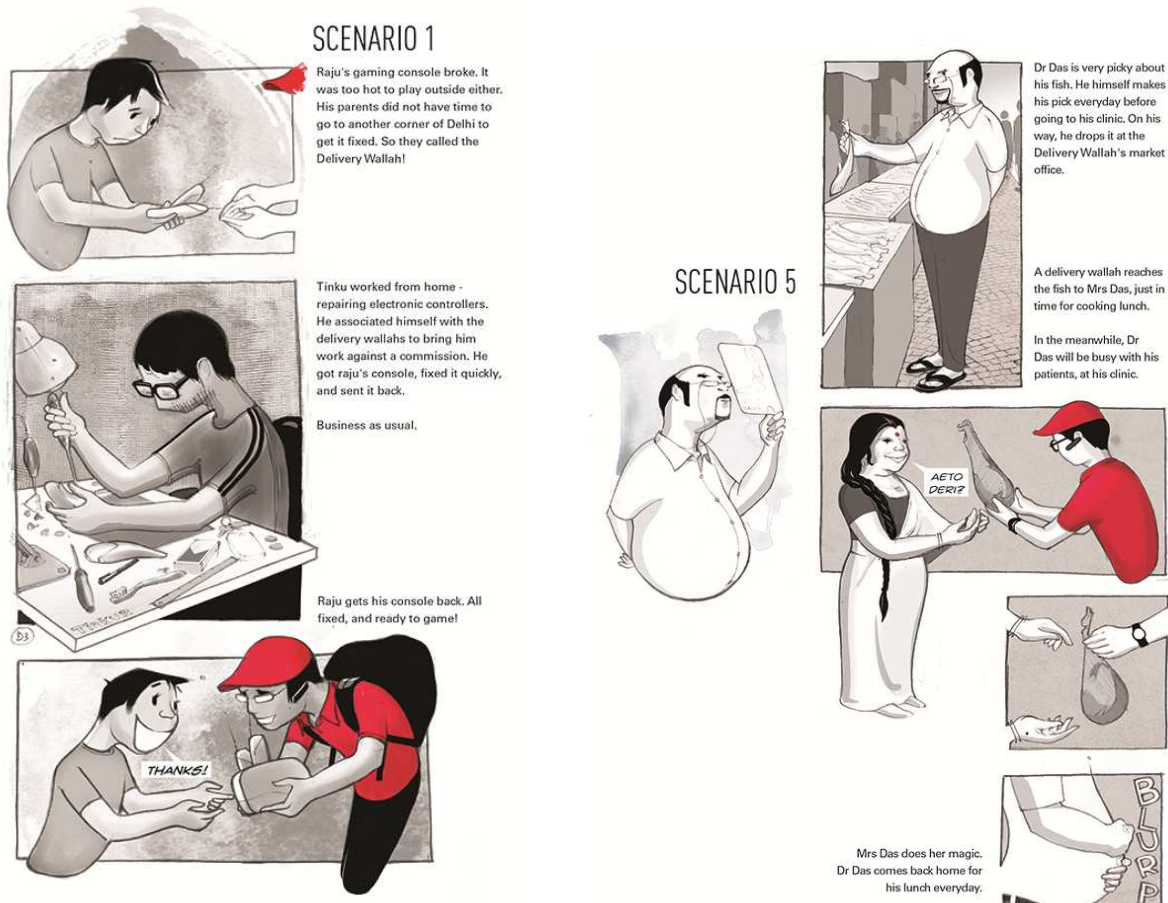 SCENARIO 1
Raju's gaming console broke. It
was too hot to play outside either.
His parents did not have time to
go to another corner of Delhi to
get it fixed. So they called the
Delivery Wallah!
Tinku worked from home -
repairing electronic controllers.
He associated himself with the
delivery wallahs to bring him
work against a commission. He
got raju's console, fixed it quickly,
and sent it back.
Business as usual.
Raju gets his console back. All
fixed, and ready to game!
THANKS!
SCENARIO 5
Dr Das is very picky about
his fish. He himself makes
his pick everyday before
going to his clinic. On his
way, he drops it at the
Delivery Wallah's market
office.
A delivery wallah reaches
the fish to Mrs Das, just in
time for cooking lunch.
In the meanwhile, Dr
Das will be busy with his
patients, at his clinic.
AETO
DERI?
Mrs Das does her magic.
Dr Das comes back home for
his lunch everyday.
BURP